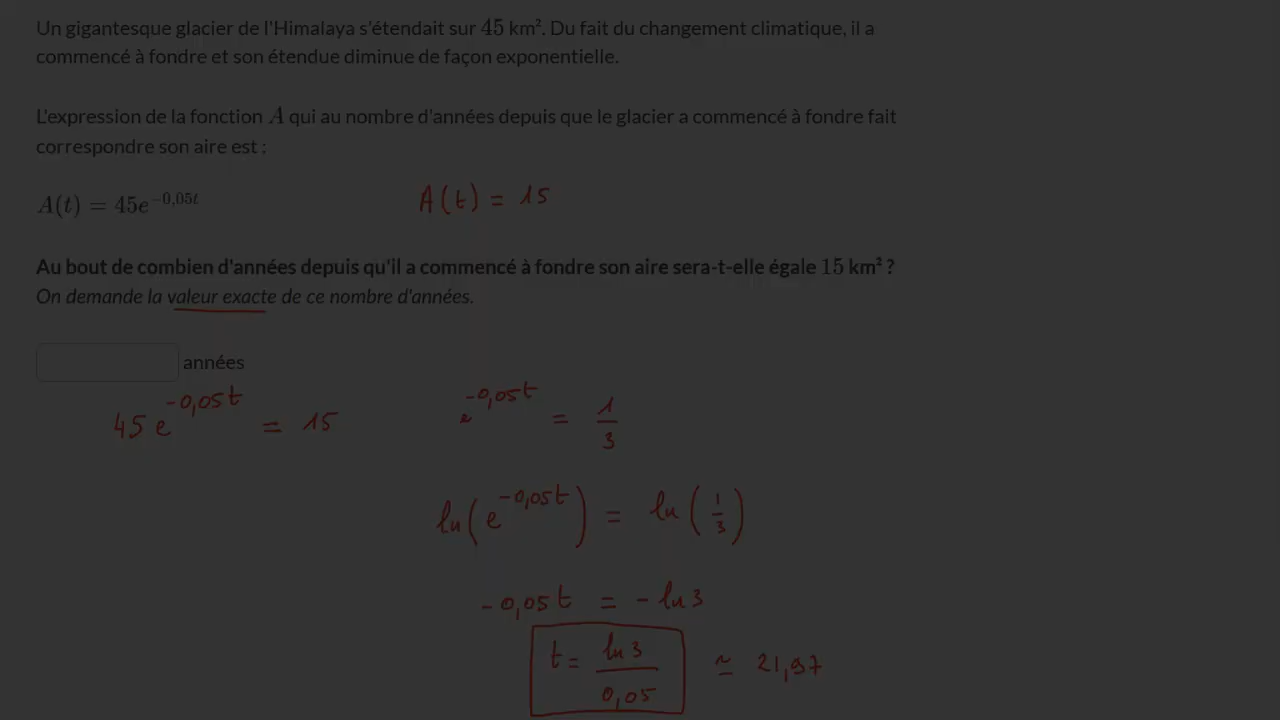 Un gigantesque glacier de l'Himalaya s'étendait sur 45 km². Du fait du changement climatique, il a
commencé à fondre et son étendue diminue de façon exponentielle.
L'expression de la fonction A qui au nombre d'années depuis que le glacier a commencé à fondre fait
correspondre son aire est :
A(t) = 45e^{-0,05t}
A(t) = 15
Au bout de combien d'années depuis qu'il a commencé à fondre son aire sera-t-elle égale 15 km² ?
On demande la valeur exacte de ce nombre d'années.
années
45 e^{-0,05t} = 15
e^{-0,05t} = 1/3
ln(e^{-0,05t}) = ln(1/3)
-0,05t = - ln 3
t = ln 3 / 0,05 ≃ 21,97